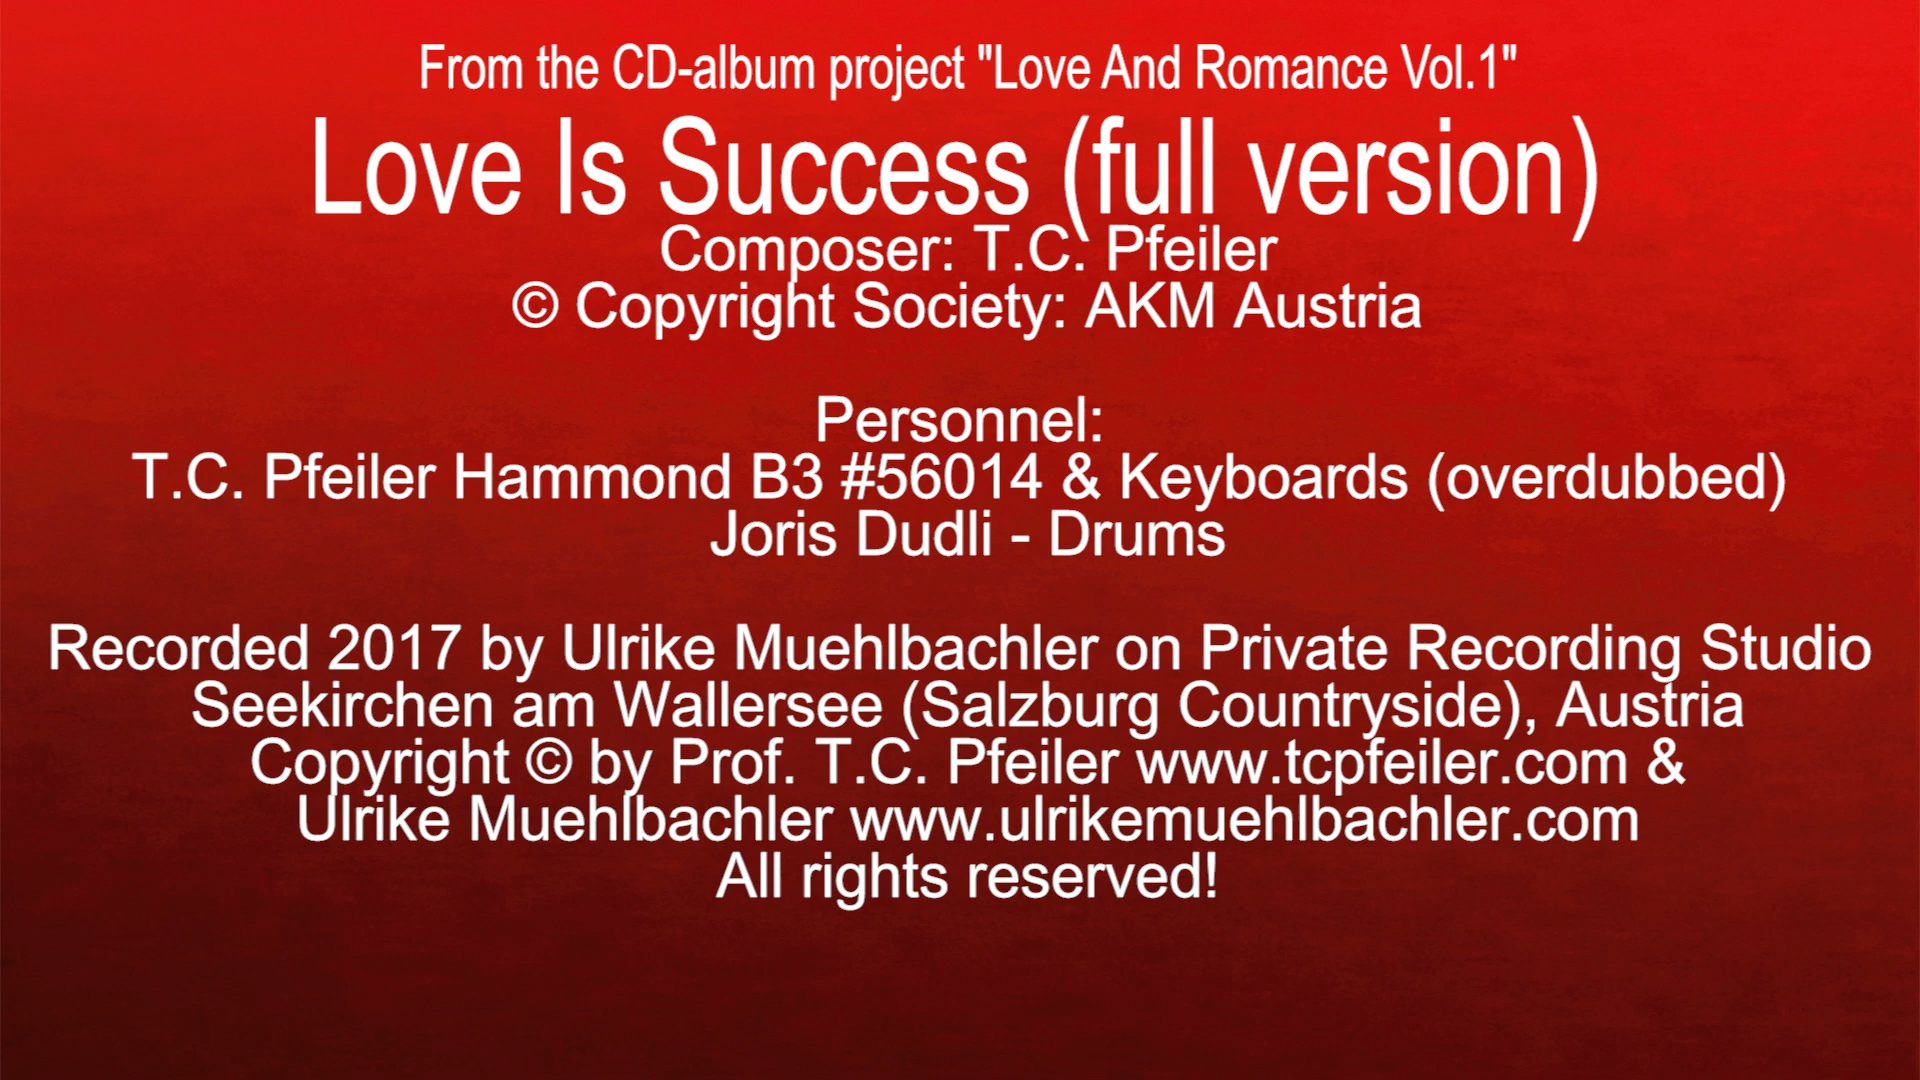 From the CD-album project "Love And Romance Vol.1"
Love Is Success (full version)
Composer: T.C. Pfeiler
© Copyright Society: AKM Austria
Personnel:
T.C. Pfeiler Hammond B3 #56014 & Keyboards (overdubbed)
Joris Dudli - Drums
Recorded 2017 by Ulrike Muehlbachler on Private Recording Studio
Seekirchen am Wallersee (Salzburg Countryside), Austria
Copyright © by Prof. T.C. Pfeiler www.tcpfeiler.com &
Ulrike Muehlbachler www.ulrikemuehlbachler.com
All rights reserved!